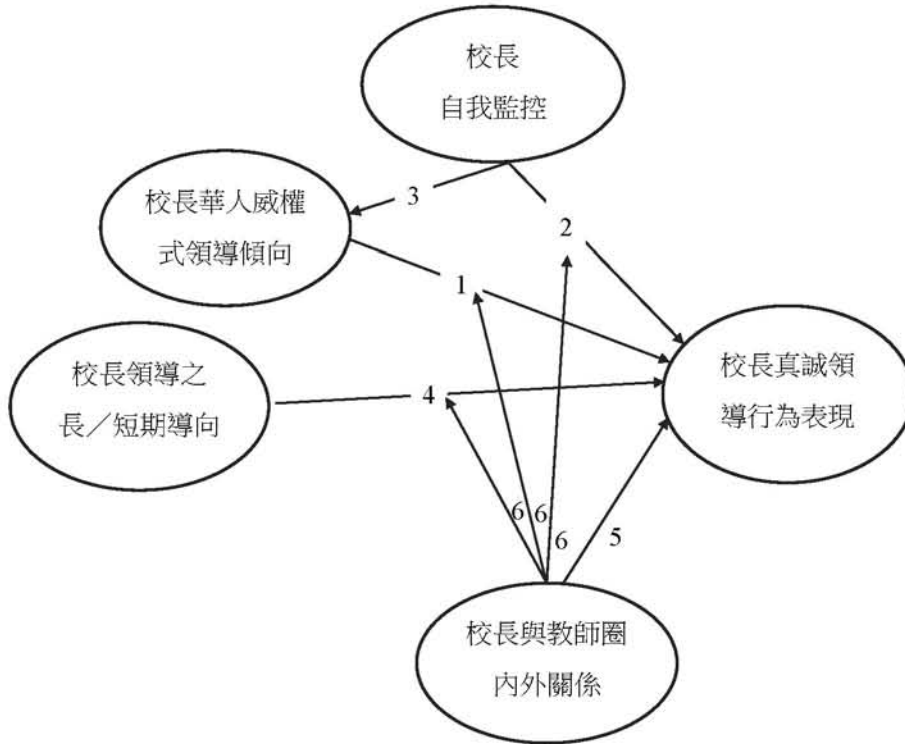 校長
自我監控
3
校長華人威權
式領導傾向
2
1
校長領導之
長／短期導向
4
校長真誠領
導行為表現
6
6
6
5
校長與教師圈
內外關係